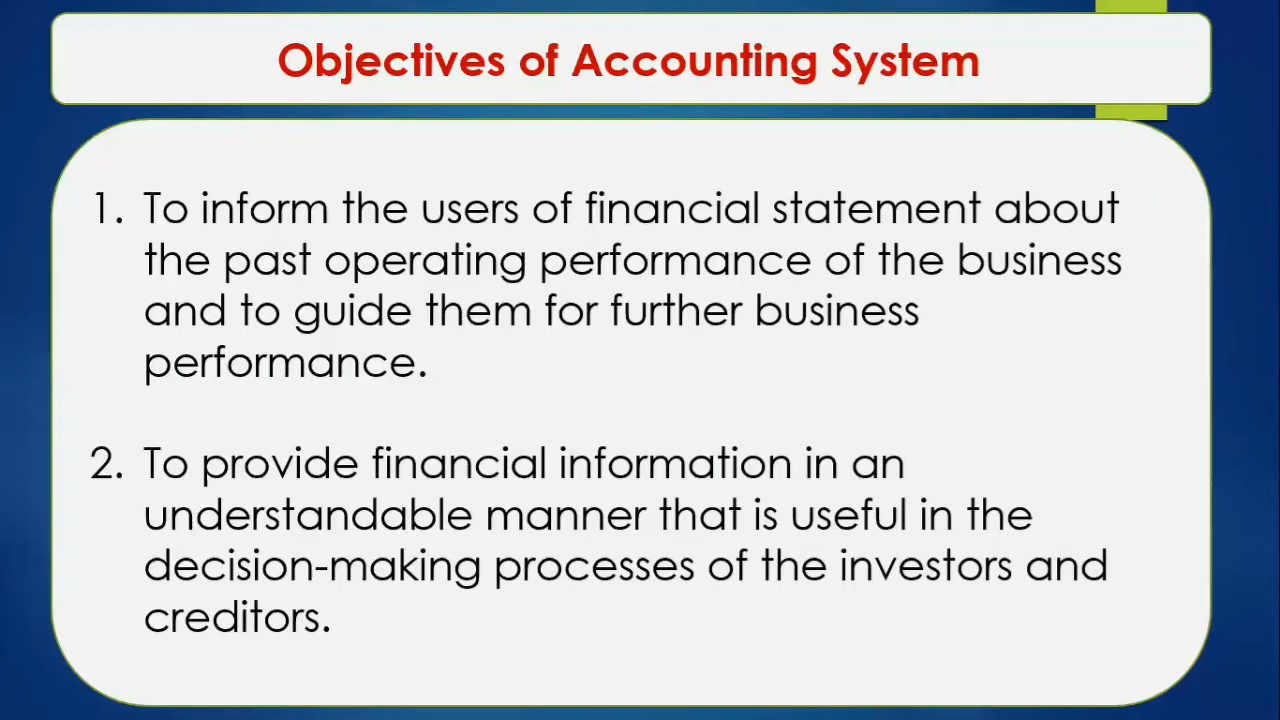 Objectives of Accounting System
1. To inform the users of financial statement about
the past operating performance of the business
and to guide them for further business
performance.
2. To provide financial information in an
understandable manner that is useful in the
decision-making processes of the investors and
creditors.